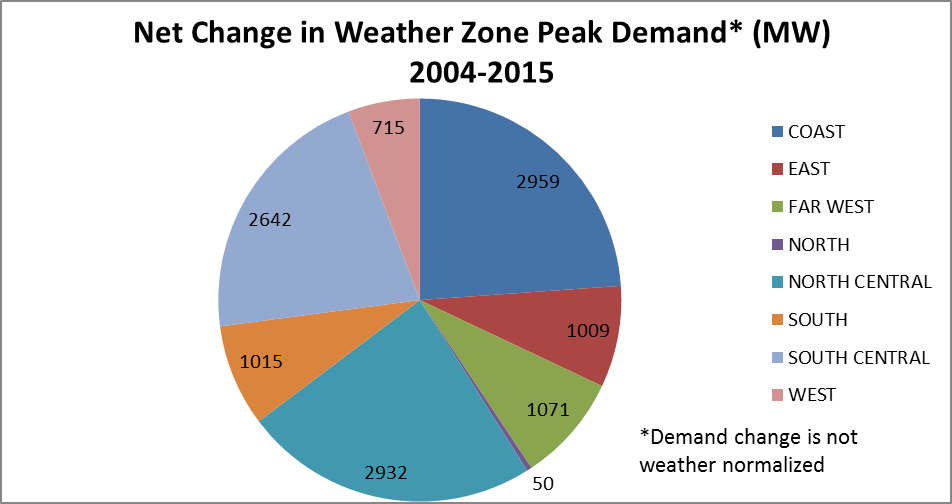 Net Change in Weather Zone Peak Demand* (MW)
2004-2015
715
2959
2642
1009
1015
1071
2932
50
COAST
EAST
FAR WEST
NORTH
NORTH CENTRAL
SOUTH
SOUTH CENTRAL
WEST
*Demand change is not
weather normalized